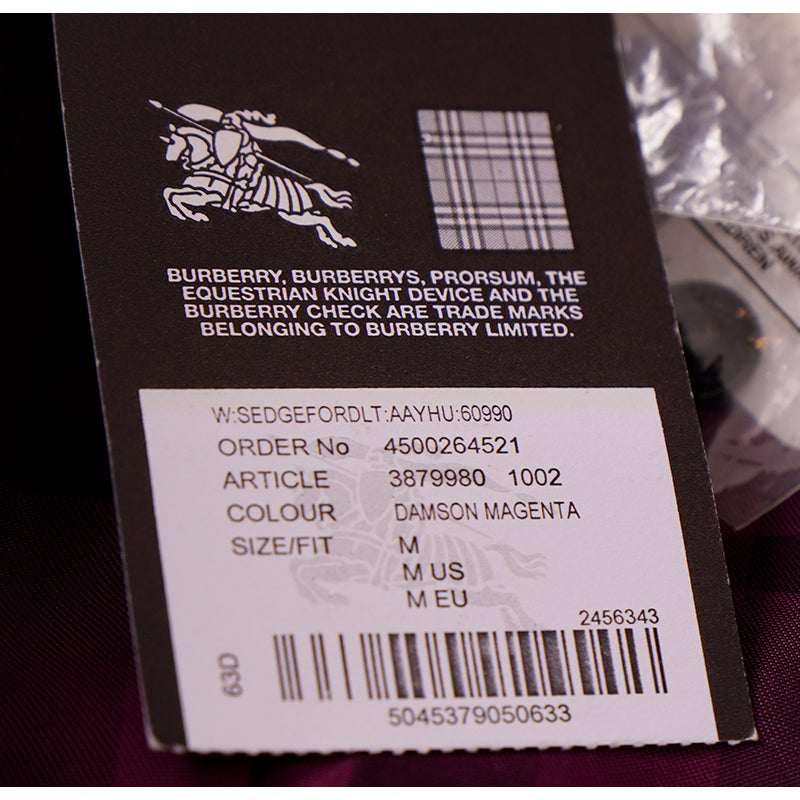 BURBERRY, BURBERRYS, PRORSUM, THE
EQUESTRIAN KNIGHT DEVICE AND THE
BURBERRY CHECK ARE TRADE MARKS
BELONGING TO BURBERRY LIMITED.
W:SEDGEFORDLT:AAYHU:60990
ORDER No 4500264521
ARTICLE 3879980 1002
COLOUR DAMSON MAGENTA
SIZE/FIT M
M US
M EU
2456343
63D
5045379050633